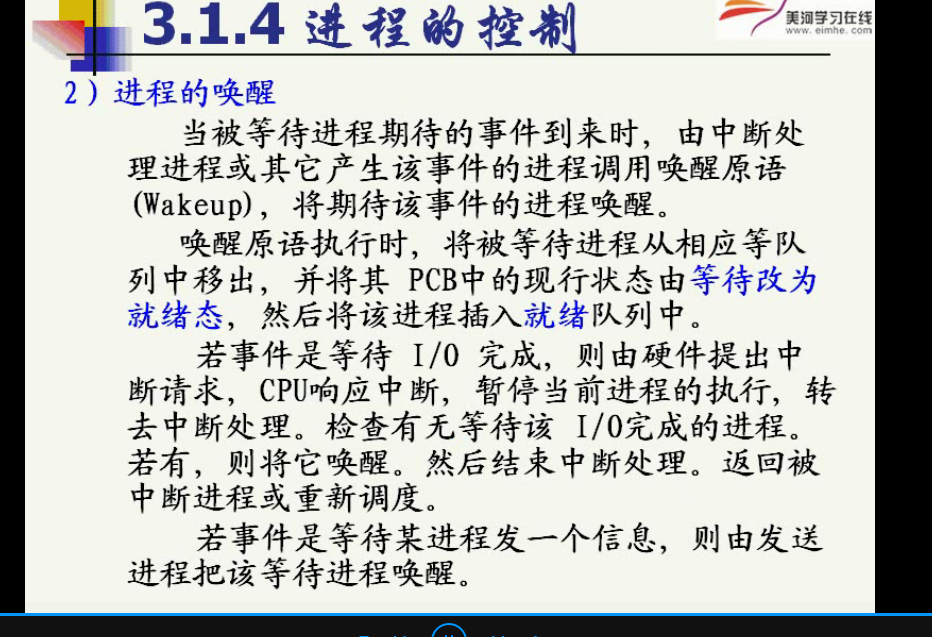 3.1.4 进程的控制
美河学习在线
www.eimhe.com
2）进程的唤醒
当被等待进程期待的事件到来时，由中断处
理进程或其它产生该事件的进程调用唤醒原语
(Wakeup)，将期待该事件的进程唤醒。
唤醒原语执行时，将被等待进程从相应等队
列中移出，并将其 PCB中的现行状态由等待改为
就绪态，然后将该进程插入就绪队列中。
若事件是等待 I/O 完成，则由硬件提出中
断请求，CPU响应中断，暂停当前进程的执行，转
去中断处理。检查有无等待该 I/O完成的进程。
若有，则将它唤醒。然后结束中断处理。返回被
中断进程或重新调度。
若事件是等待某进程发一个信息，则由发送
进程把该等待进程唤醒。